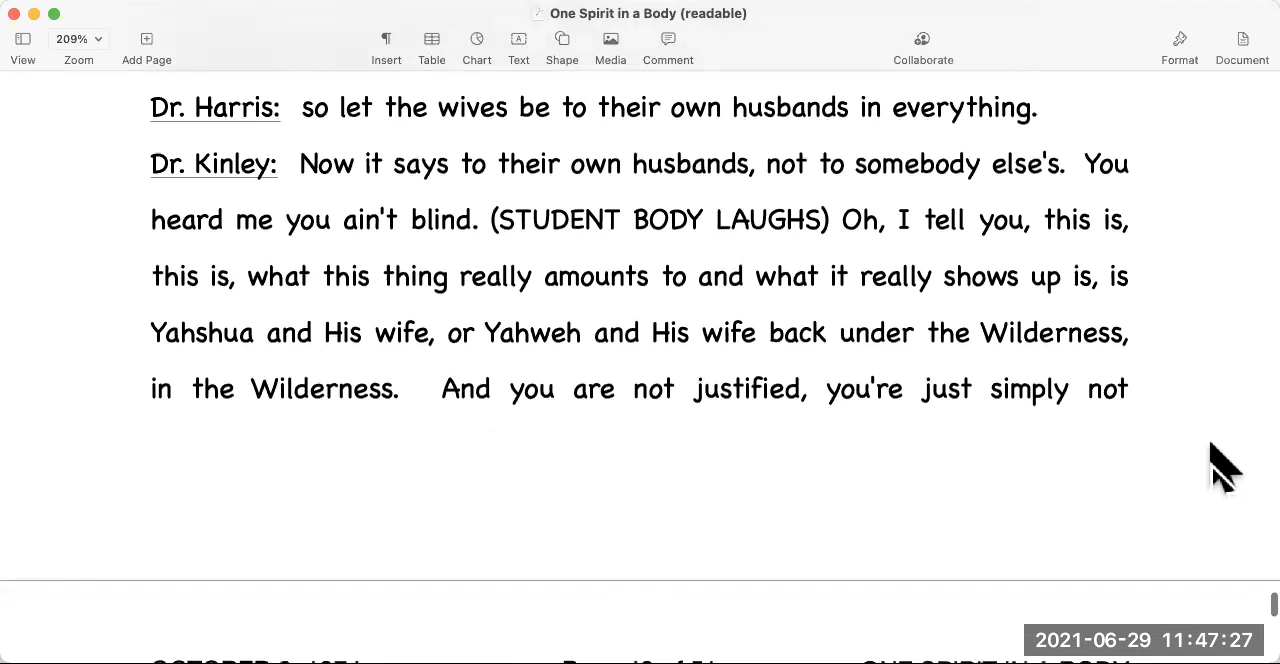 One Spirit in a Body (readable)
209%
View Zoom Add Page Insert Table Chart Text Shape Media Comment Collaborate Format Document
Dr. Harris: so let the wives be to their own husbands in everything.
Dr. Kinley: Now it says to their own husbands, not to somebody else's. You
heard me you ain't blind. (STUDENT BODY LAUGHS) Oh, I tell you, this is,
this is, what this thing really amounts to and what it really shows up is, is
Yahshua and His wife, or Yahweh and His wife back under the Wilderness,
in the Wilderness. And you are not justified, you're just simply not
2021-06-29 11:47:27